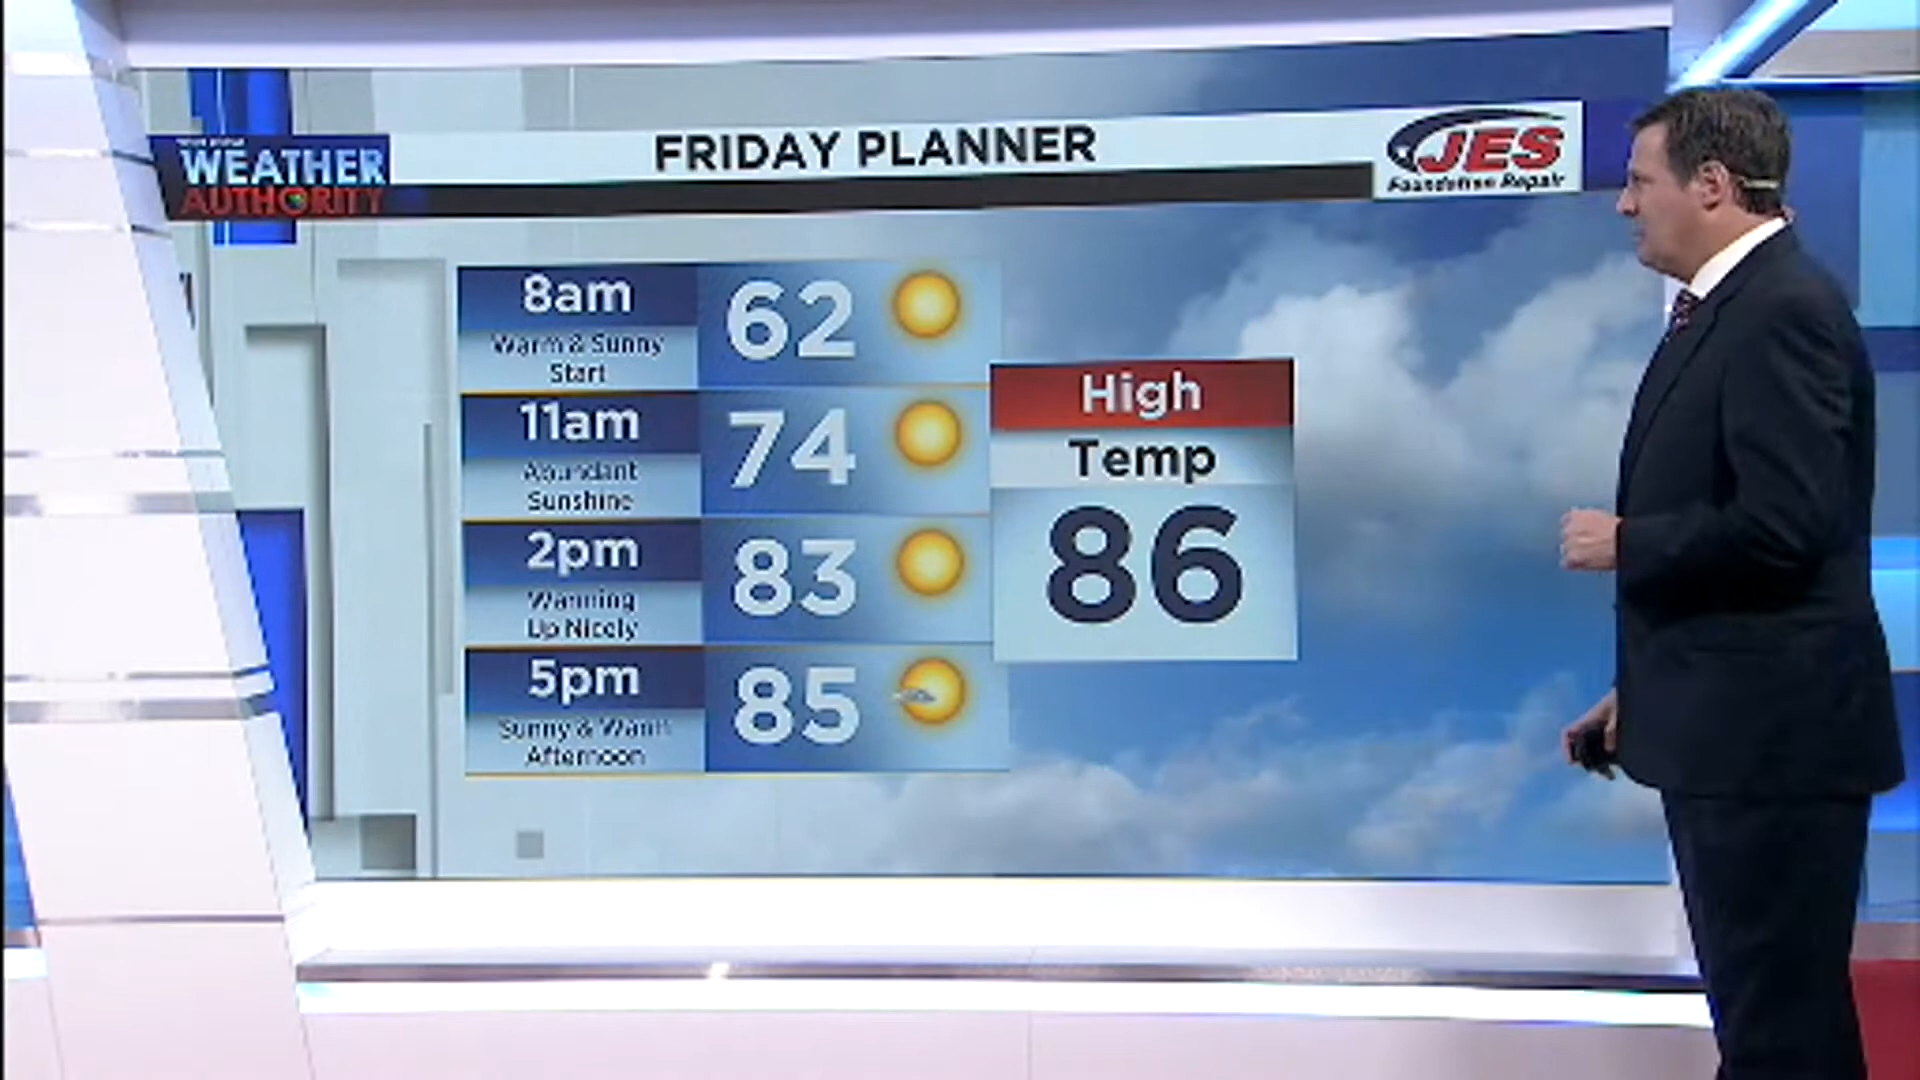 WEATHER
AUTHORITY
FRIDAY PLANNER
JES
Foundation Repair
8am
Warm & Sunny
Start
62
11am
Abundant
Sunshine
74
2pm
Warming
Up Nicely
83
5pm
Sunny & Warm
Afternoon
85
High
Temp
86